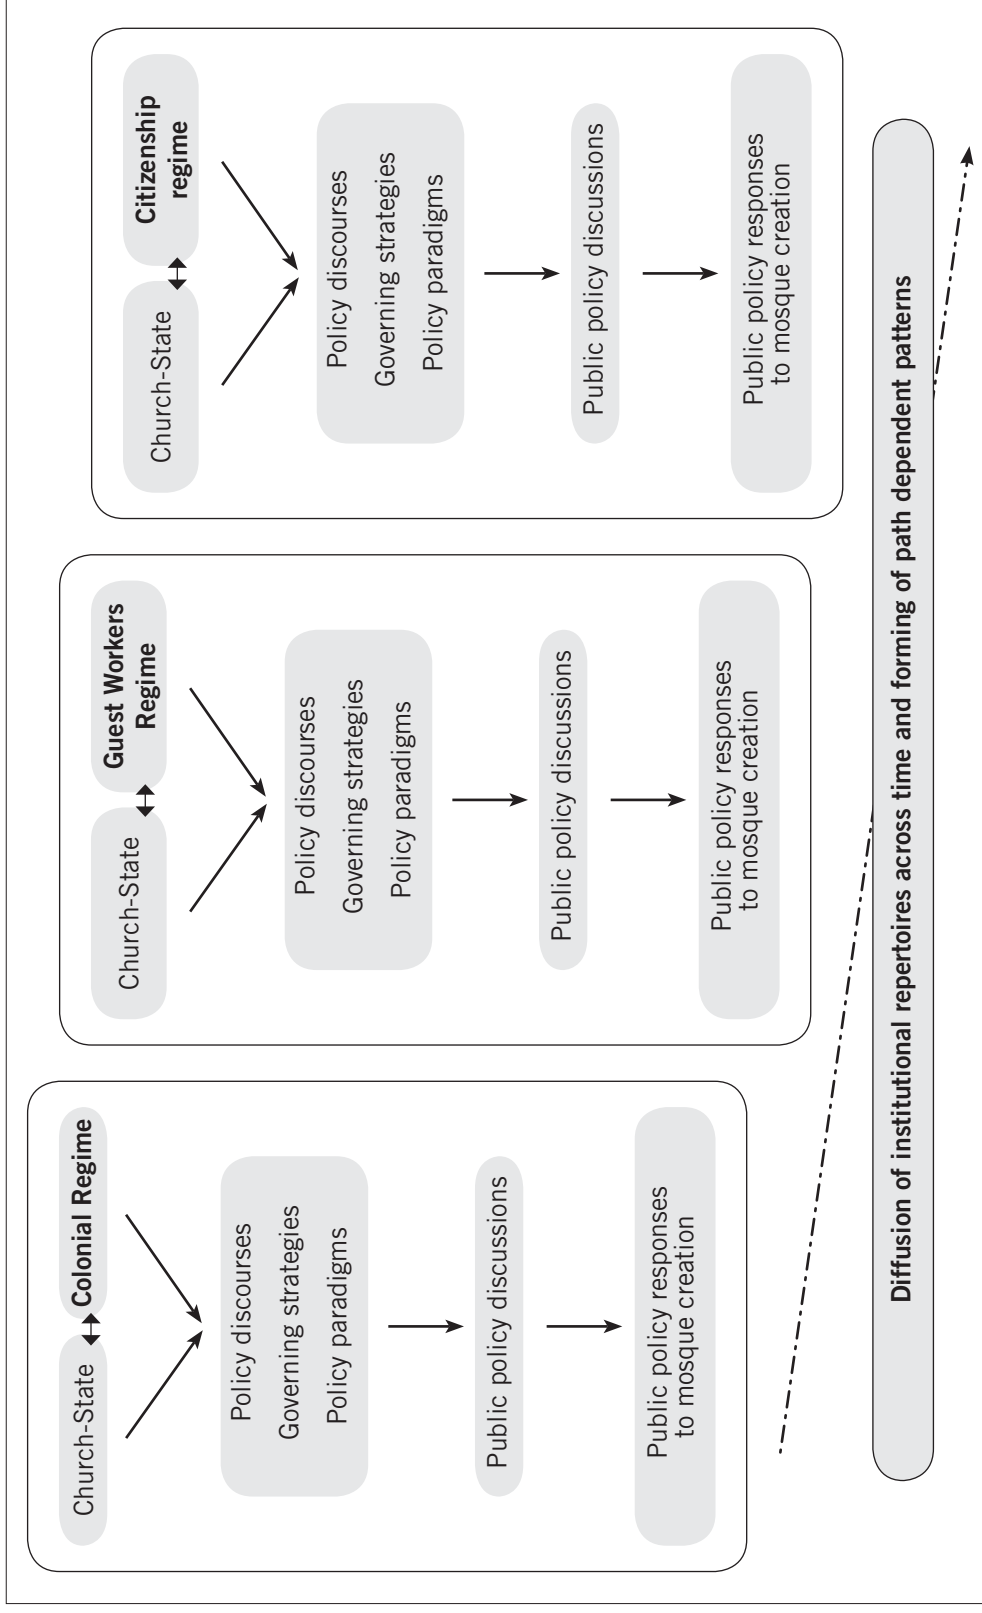 Church-State
Colonial Regime
Policy discourses
Governing strategies
Policy paradigms
Public policy discussions
Public policy responses
to mosque creation
Church-State
Guest Workers
Regime
Policy discourses
Governing strategies
Policy paradigms
Public policy discussions
Public policy responses
to mosque creation
Church-State
Citizenship
regime
Policy discourses
Governing strategies
Policy paradigms
Public policy discussions
Public policy responses
to mosque creation
Diffusion of institutional repertoires across time and forming of path dependent patterns